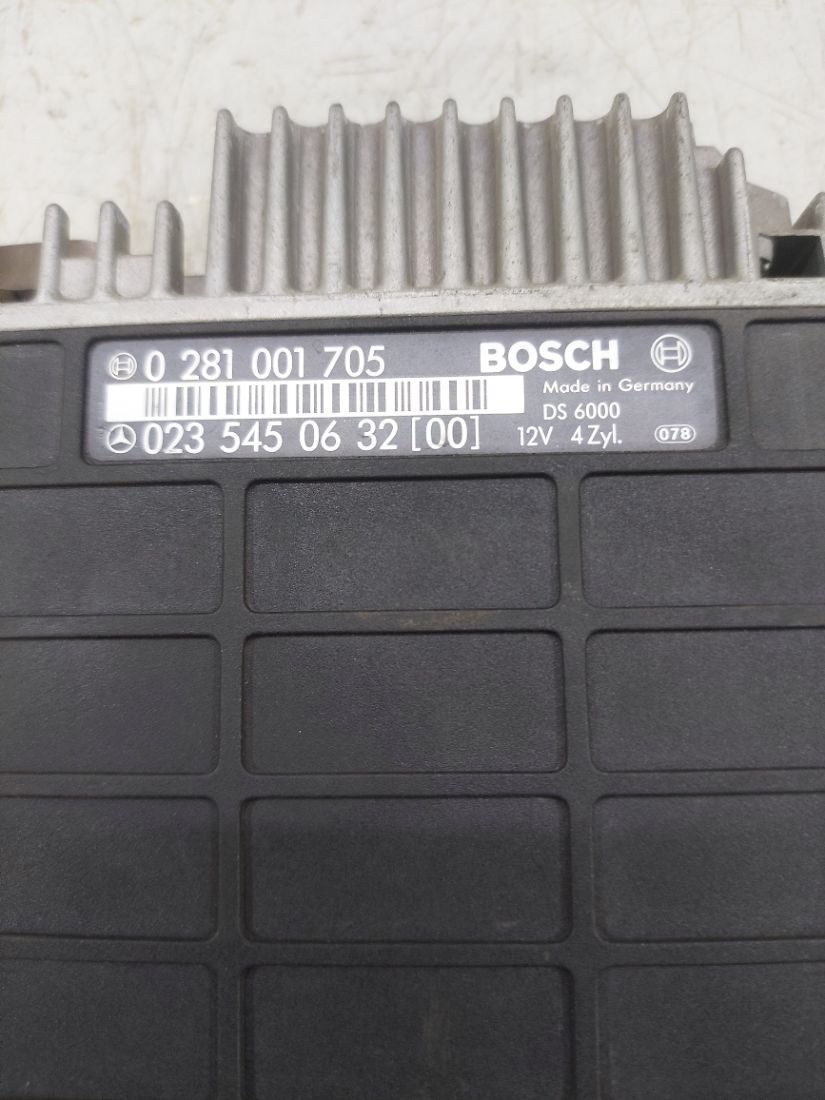 0 281 001 705
BOSCH
Made in Germany
DS 6000
023 545 06 32 [00]
12V 4 Zyl.
078